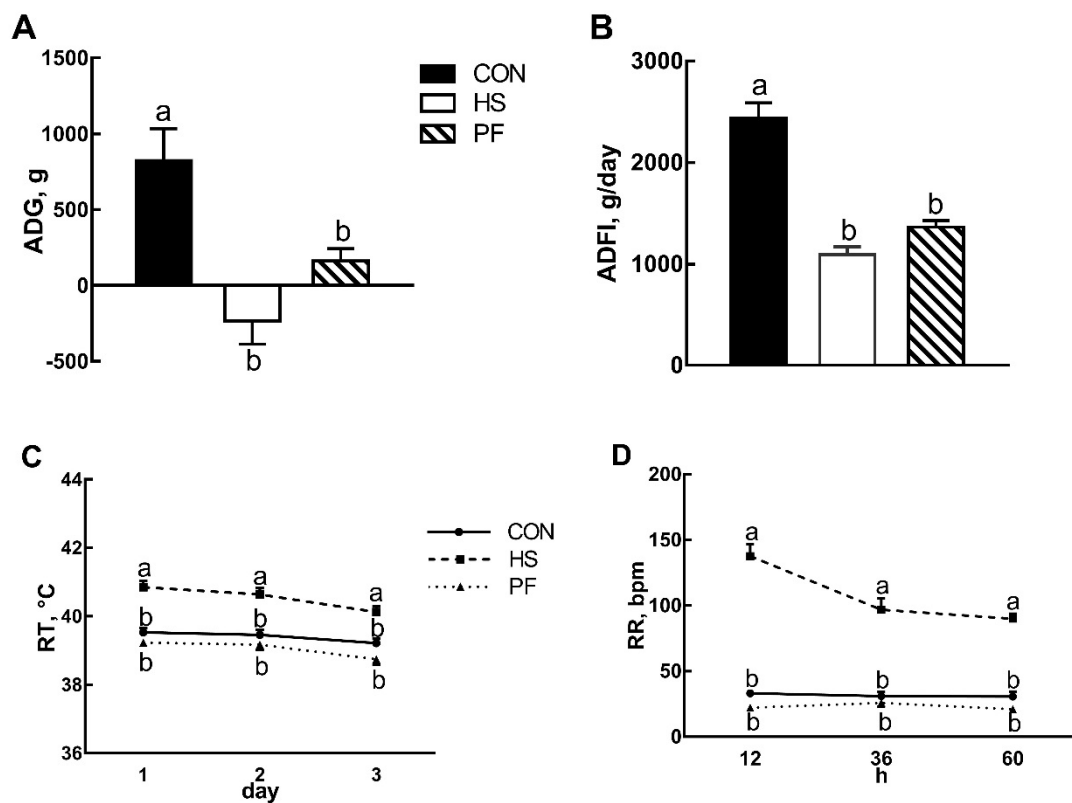 A
ADG, g
1500
1000
500
0
-500
a
b
b
CON
HS
PF
B
ADFI, g/day
3000
2000
1000
0
a
b
b
C
RT, °C
44
42
40
38
36
a a a
b b b
b b b
1 2 3
day
CON
HS
PF
D
RR, bpm
200
150
100
50
0
a
a a
b b b
b b b
12 36 60
h